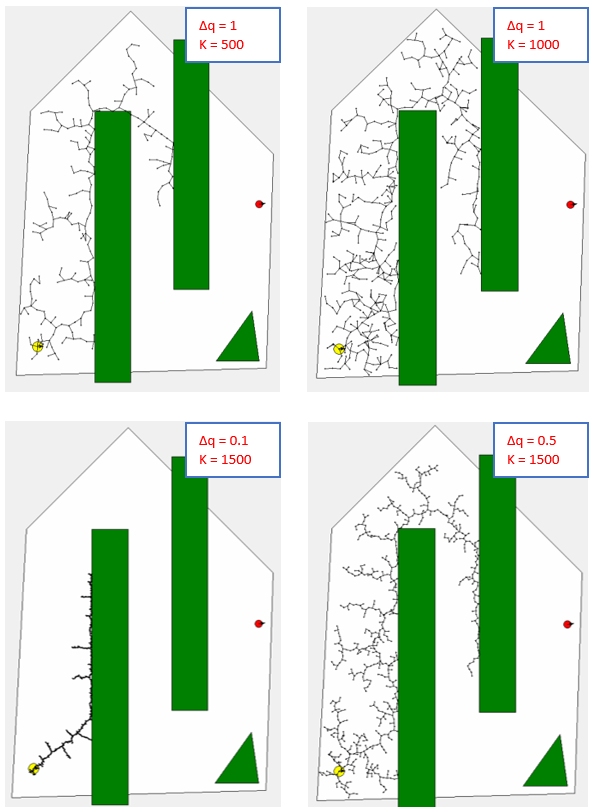 Δq = 1
K = 500
Δq = 1
K = 1000
Δq = 0.1
K = 1500
Δq = 0.5
K = 1500